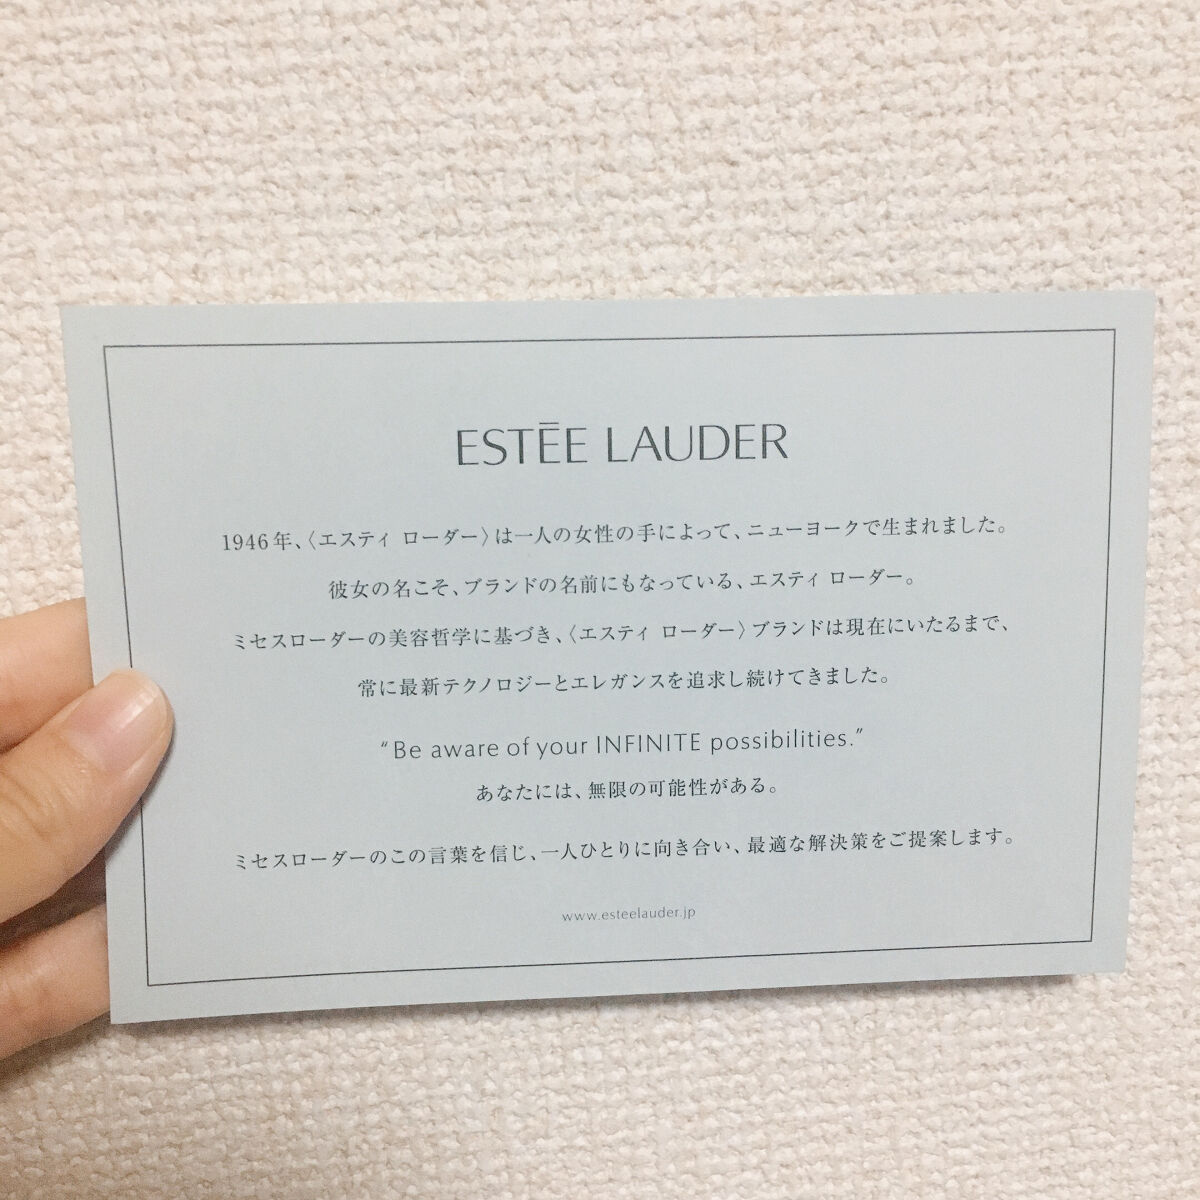 ESTĒE LAUDER
1946年、〈エスティ ローダー〉は一人の女性の手によって、ニューヨークで生まれました。
彼女の名こそ、ブランドの名前にもなっている、エスティ ローダー。
ミセスローダーの美容哲学に基づき、〈エスティ ローダー〉ブランドは現在にいたるまで、
常に最新テクノロジーとエレガンスを追求し続けてきました。
“Be aware of your INFINITE possibilities.”
あなたには、無限の可能性がある。
ミセスローダーのこの言葉を信じ、一人ひとりに向き合い、最適な解決策をご提案します。
www.esteelauder.jp